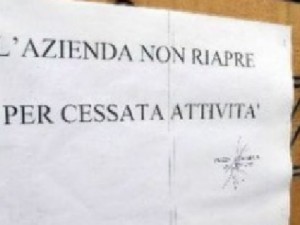 L'AZIENDA NON RIAPRE
PER CESSATA ATTIVITA'